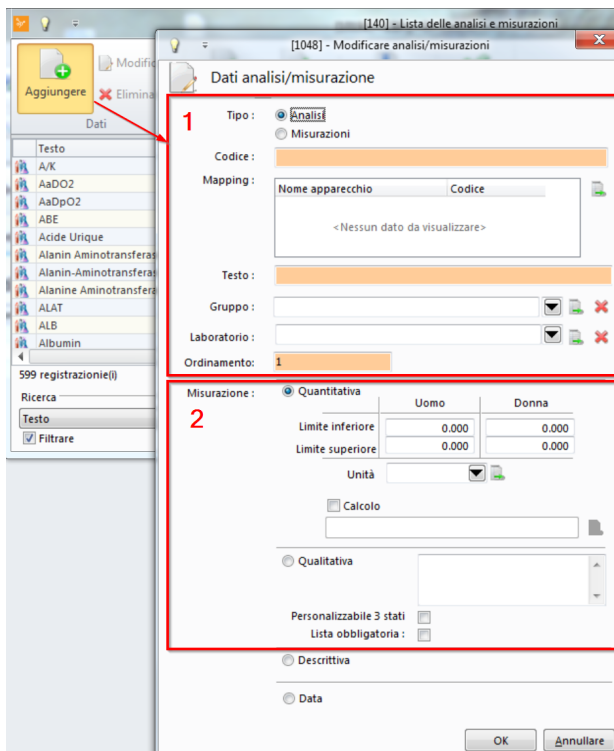 [140] - Lista delle analisi e misurazioni
[1048] - Modificare analisi/misurazioni
Aggiungere
Modific
Elimina
Dati
Testo
A/K
AaDO2
AaDpO2
ABE
Acide Urique
Alanin Aminotransferas
Alanin-Aminotransferas
Alanine Aminotransfera
ALAT
ALB
Albumin
599 registrazionie(i)
Ricerca
Testo
Filtrare
Dati analisi/misurazione
1
Tipo :
Analisi
Misurazioni
Codice :
Mapping :
Nome apparecchio Codice
<Nessun dato da visualizzare>
Testo :
Gruppo :
Laboratorio :
Ordinamento: 1
2
Misurazione : Quantitativa
Uomo Donna
Limite inferiore 0.000 0.000
Limite superiore 0.000 0.000
Unità
Calcolo
Qualitativa
Personalizzabile 3 stati
Lista obbligatoria :
Descrittiva
Data
OK Annullare